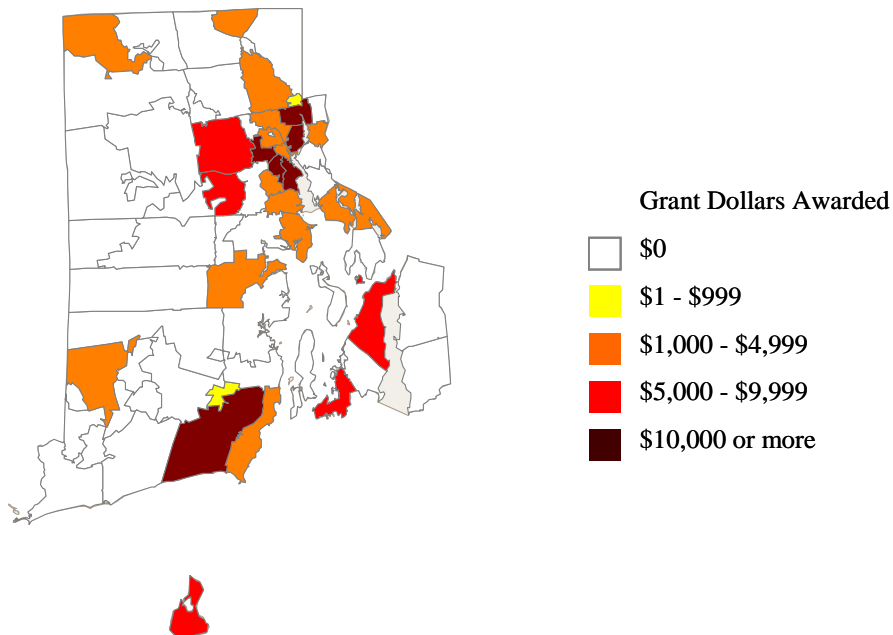 Grant Dollars Awarded
$0
$1 - $999
$1,000 - $4,999
$5,000 - $9,999
$10,000 or more